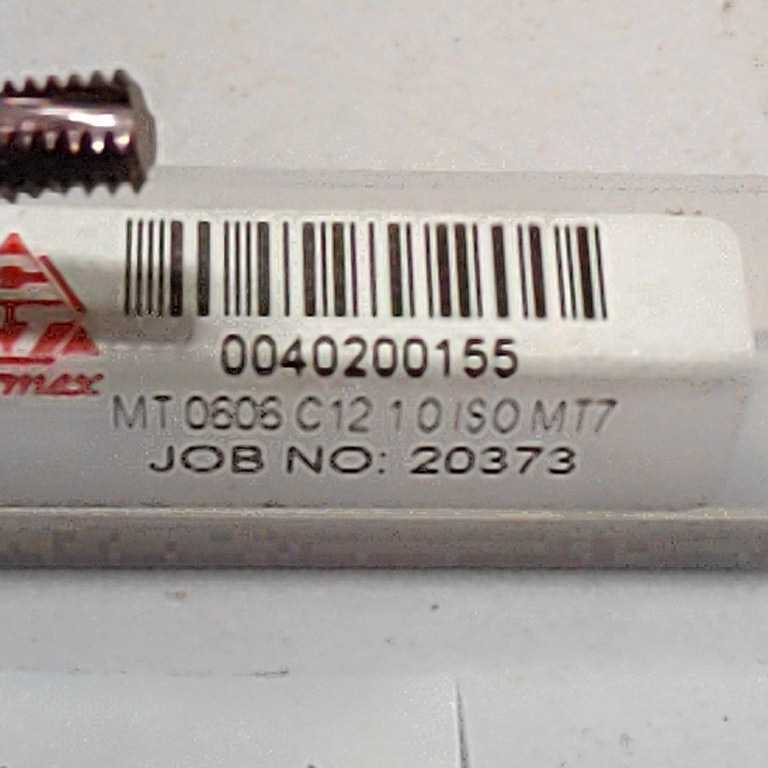 0040200155
MT 0606 C12 1 0 ISO MT7
JOB NO: 20373